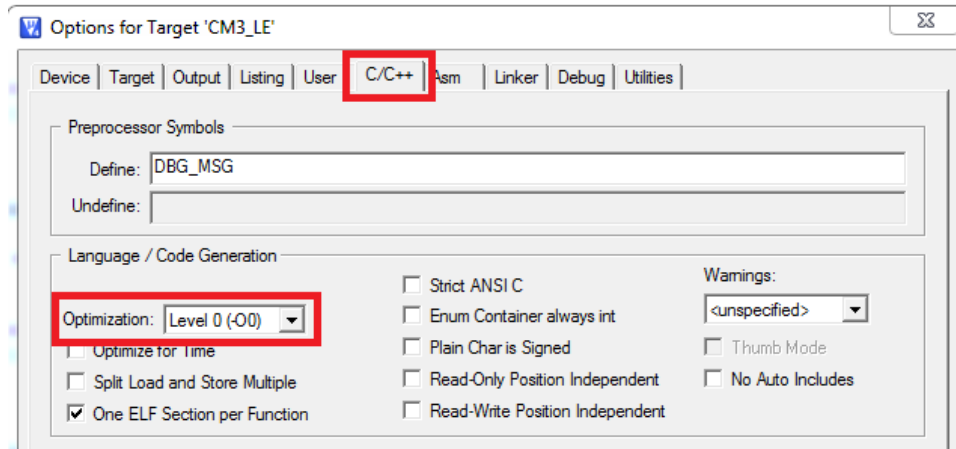 Options for Target 'CM3_LE'
Device Target Output Listing User C/C++ Asm Linker Debug Utilities
Preprocessor Symbols
Define: DBG_MSG
Undefine:
Language / Code Generation
Optimization: Level 0 (-O0)
Optimize for Time
Split Load and Store Multiple
One ELF Section per Function
Strict ANSI C
Enum Container always int
Plain Char is Signed
Read-Only Position Independent
Read-Write Position Independent
Warnings:
<unspecified>
Thumb Mode
No Auto Includes